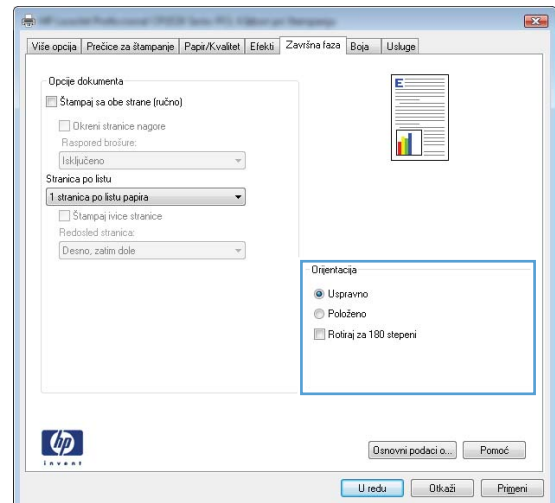 Više opcija Prečice za štampanje Papir/Kvalitet Efekti Završna faza Boja Usluge
Opcije dokumenta
Štampaj sa obe strane (ručno)
Okreni stranice nagore
Raspored brošure:
Isključeno
Stranica po listu
1 stranica po listu papira
Štampaj ivice stranice
Redosled stranica:
Desno, zatim dole
E
Orijentacija
Uspravno
Položeno
Rotiraj za 180 stepeni
hp
invent
Osnovni podaci o... Pomoć
U redu Otkaži Primeni